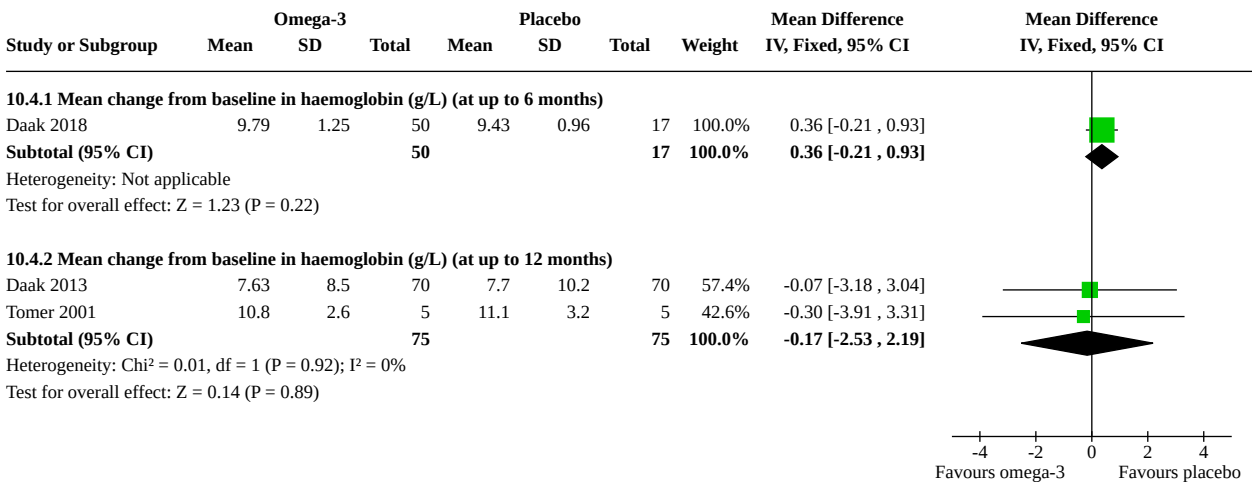 Omega-3 Placebo Mean Difference Mean Difference
Study or Subgroup Mean SD Total Mean SD Total Weight IV, Fixed, 95% CI IV, Fixed, 95% CI
10.4.1 Mean change from baseline in haemoglobin (g/L) (at up to 6 months)
Daak 2018 9.79 1.25 50 9.43 0.96 17 100.0% 0.36 [-0.21 , 0.93]
Subtotal (95% CI) 50 17 100.0% 0.36 [-0.21 , 0.93]
Heterogeneity: Not applicable
Test for overall effect: Z = 1.23 (P = 0.22)
10.4.2 Mean change from baseline in haemoglobin (g/L) (at up to 12 months)
Daak 2013 7.63 8.5 70 7.7 10.2 70 57.4% -0.07 [-3.18 , 3.04]
Tomer 2001 10.8 2.6 5 11.1 3.2 5 42.6% -0.30 [-3.91 , 3.31]
Subtotal (95% CI) 75 75 100.0% -0.17 [-2.53 , 2.19]
Heterogeneity: Chi² = 0.01, df = 1 (P = 0.92); I² = 0%
Test for overall effect: Z = 0.14 (P = 0.89)
-4 -2 0 2 4
Favours omega-3 Favours placebo